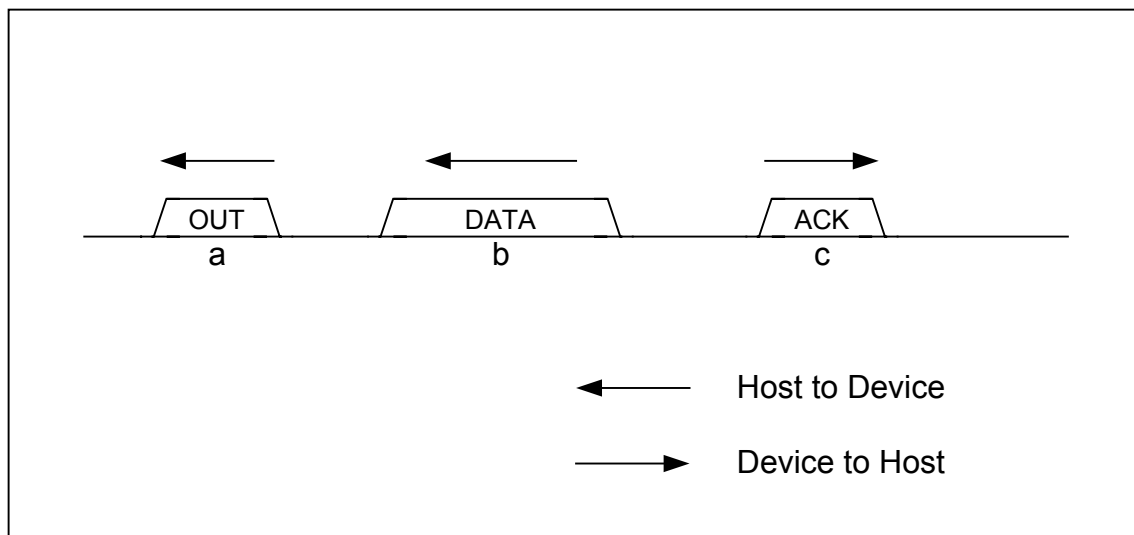 OUT DATA ACK
a b c
Host to Device
Device to Host